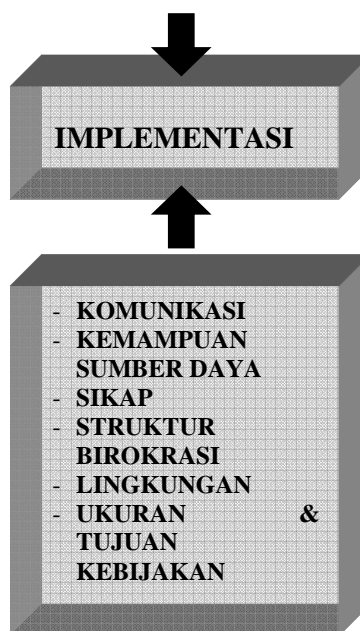 IMPLEMENTASI
- KOMUNIKASI
- KEMAMPUAN
SUMBER DAYA
- SIKAP
- STRUKTUR
BIROKRASI
- LINGKUNGAN
- UKURAN &
TUJUAN
KEBIJAKAN